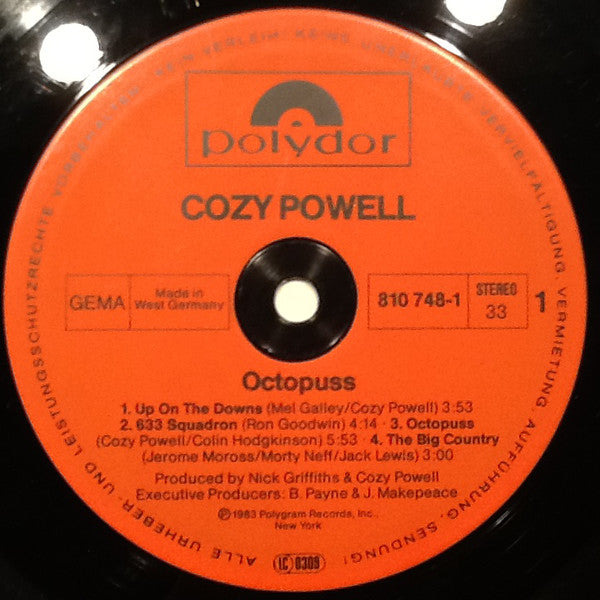 polydor
COZY POWELL
GEMA
Made in
West Germany
810 748-1
STEREO
33
1
Octopuss
1. Up On The Downs (Mel Galley/Cozy Powell) 3:53
2. 633 Squadron (Ron Goodwin) 4:14 · 3. Octopuss
(Cozy Powell/Colin Hodgkinson) 5:53 · 4. The Big Country
(Jerome Moross/Morty Neff/Jack Lewis) 3:00
Produced by Nick Griffiths & Cozy Powell
Executive Producers: B. Payne & J. Makepeace
℗1983 Polygram Records, Inc.,
New York
LC 0309
ALLE URHEBER- UND LEISTUNGSSCHUTZRECHTE VORBEHALTEN. KEIN VERLEIH! KEINE VERVIELFÄLTIGUNG, VERMIETUNG, AUFFÜHRUNG, SENDUNG!